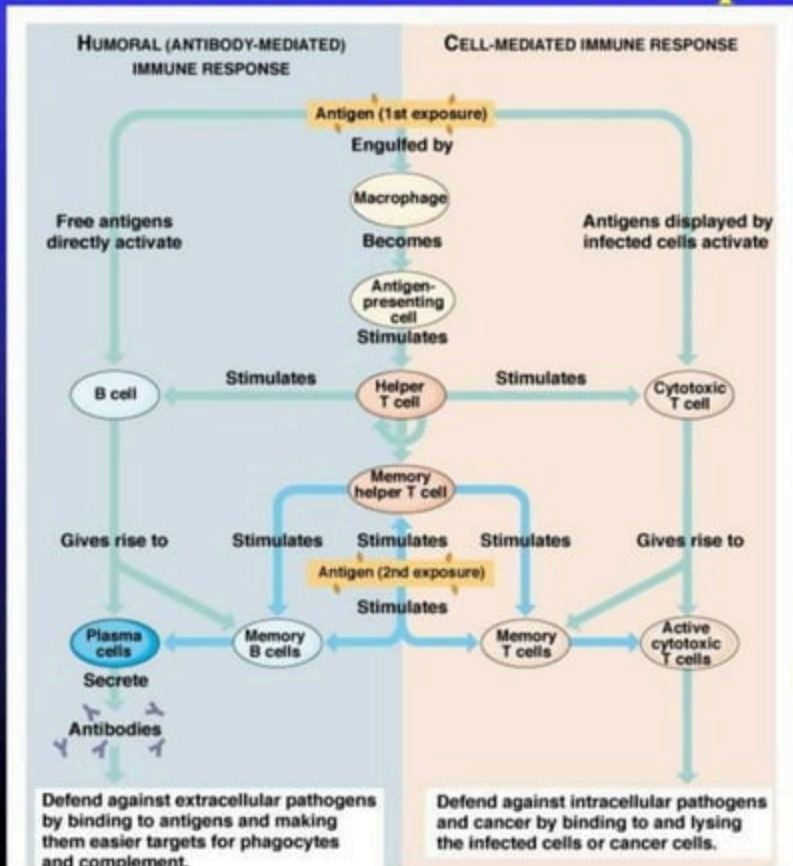 HUMORAL (ANTIBODY-MEDIATED)
IMMUNE RESPONSE
CELL-MEDIATED IMMUNE RESPONSE
Antigen (1st exposure)
Engulfed by
Macrophage
Free antigens
directly activate
Becomes
Antigens displayed by
infected cells activate
Antigen-
presenting
cell
Stimulates
B cell
Stimulates
Helper
T cell
Stimulates
Cytotoxic
T cell
Memory
helper T cell
Gives rise to
Stimulates
Stimulates
Stimulates
Gives rise to
Antigen (2nd exposure)
Stimulates
Plasma
cells
Memory
B cells
Memory
T cells
Active
cytotoxic
T cells
Secrete
Antibodies
Defend against extracellular pathogens
by binding to antigens and making
them easier targets for phagocytes
and complement.
Defend against intracellular pathogens
and cancer by binding to and lysing
the infected cells or cancer cells.